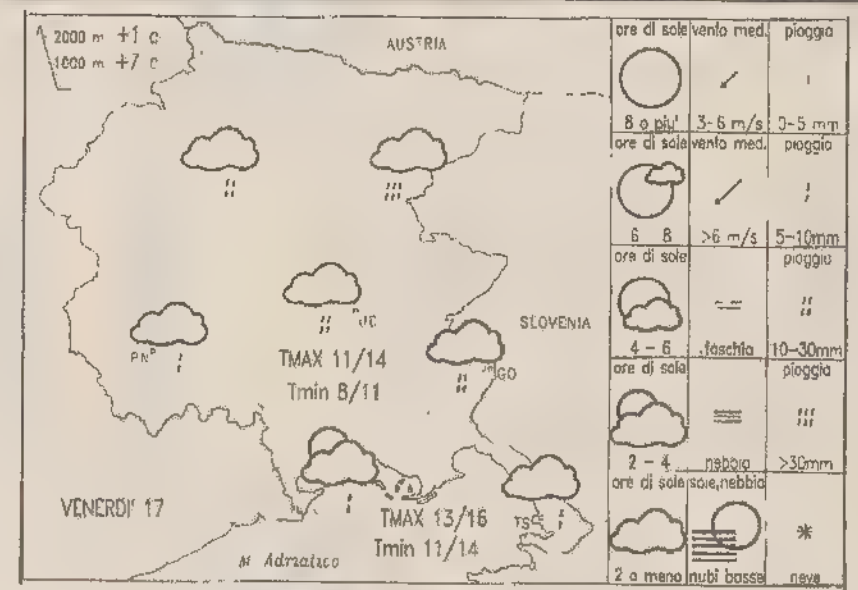 2000 m +1 c
1000 m +7 c
AUSTRIA
SLOVENIA
PN
UD
GO
TS
TMAX 11/14
Tmin 8/11
TMAX 13/16
Tmin 11/14
VENERDI' 17
M Adriatico
ore di sole vento med. pioggia
8 o piu' 3-6 m/s 0-5 mm
ore di sole vento med. pioggia
6 8 >6 m/s 5-10mm
ore di sole pioggia
4 - 6 foschia 10-30mm
ore di sole pioggia
2 - 4 nebbia >30mm
ore di sole sole,nebbia
2 o meno nubi basse neve